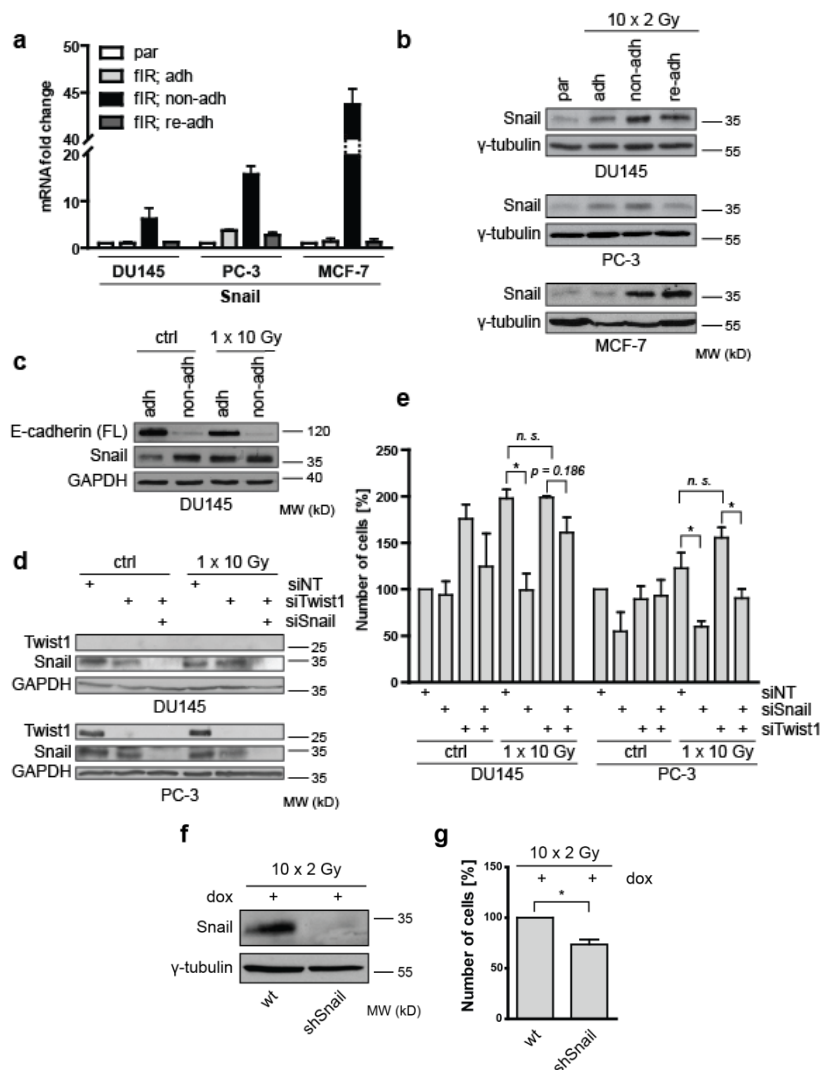 a
mRNA fold change
50
45
40
20
10
0
par
fIR; adh
fIR; non-adh
fIR; re-adh
DU145 PC-3 MCF-7
Snail
b
10 x 2 Gy
par adh non-adh re-adh
Snail 35
γ-tubulin 55
DU145
Snail 35
γ-tubulin 55
PC-3
Snail 35
γ-tubulin 55
MCF-7 MW (kD)
c
ctrl 1 x 10 Gy
adh non-adh adh non-adh
E-cadherin (FL) 120
Snail 35
GAPDH 40
DU145 MW (kD)
d
ctrl 1 x 10 Gy
+ + siNT
+ + + + siTwist1
+ + siSnail
Twist1 25
Snail 35
GAPDH 35
DU145
Twist1 25
Snail 35
GAPDH 35
PC-3 MW (kD)
e
Number of cells [%]
250
200
150
100
50
0
n. s.
* p = 0.186
n. s.
* *
+ + + + siNT
+ + + + + + + + siSnail
+ + + + + + + + siTwist1
ctrl 1 x 10 Gy ctrl 1 x 10 Gy
DU145 PC-3
f
10 x 2 Gy
dox + +
Snail 35
γ-tubulin 55
wt shSnail MW (kD)
g
10 x 2 Gy
+ + dox
*
Number of cells [%]
150
100
50
0
wt shSnail